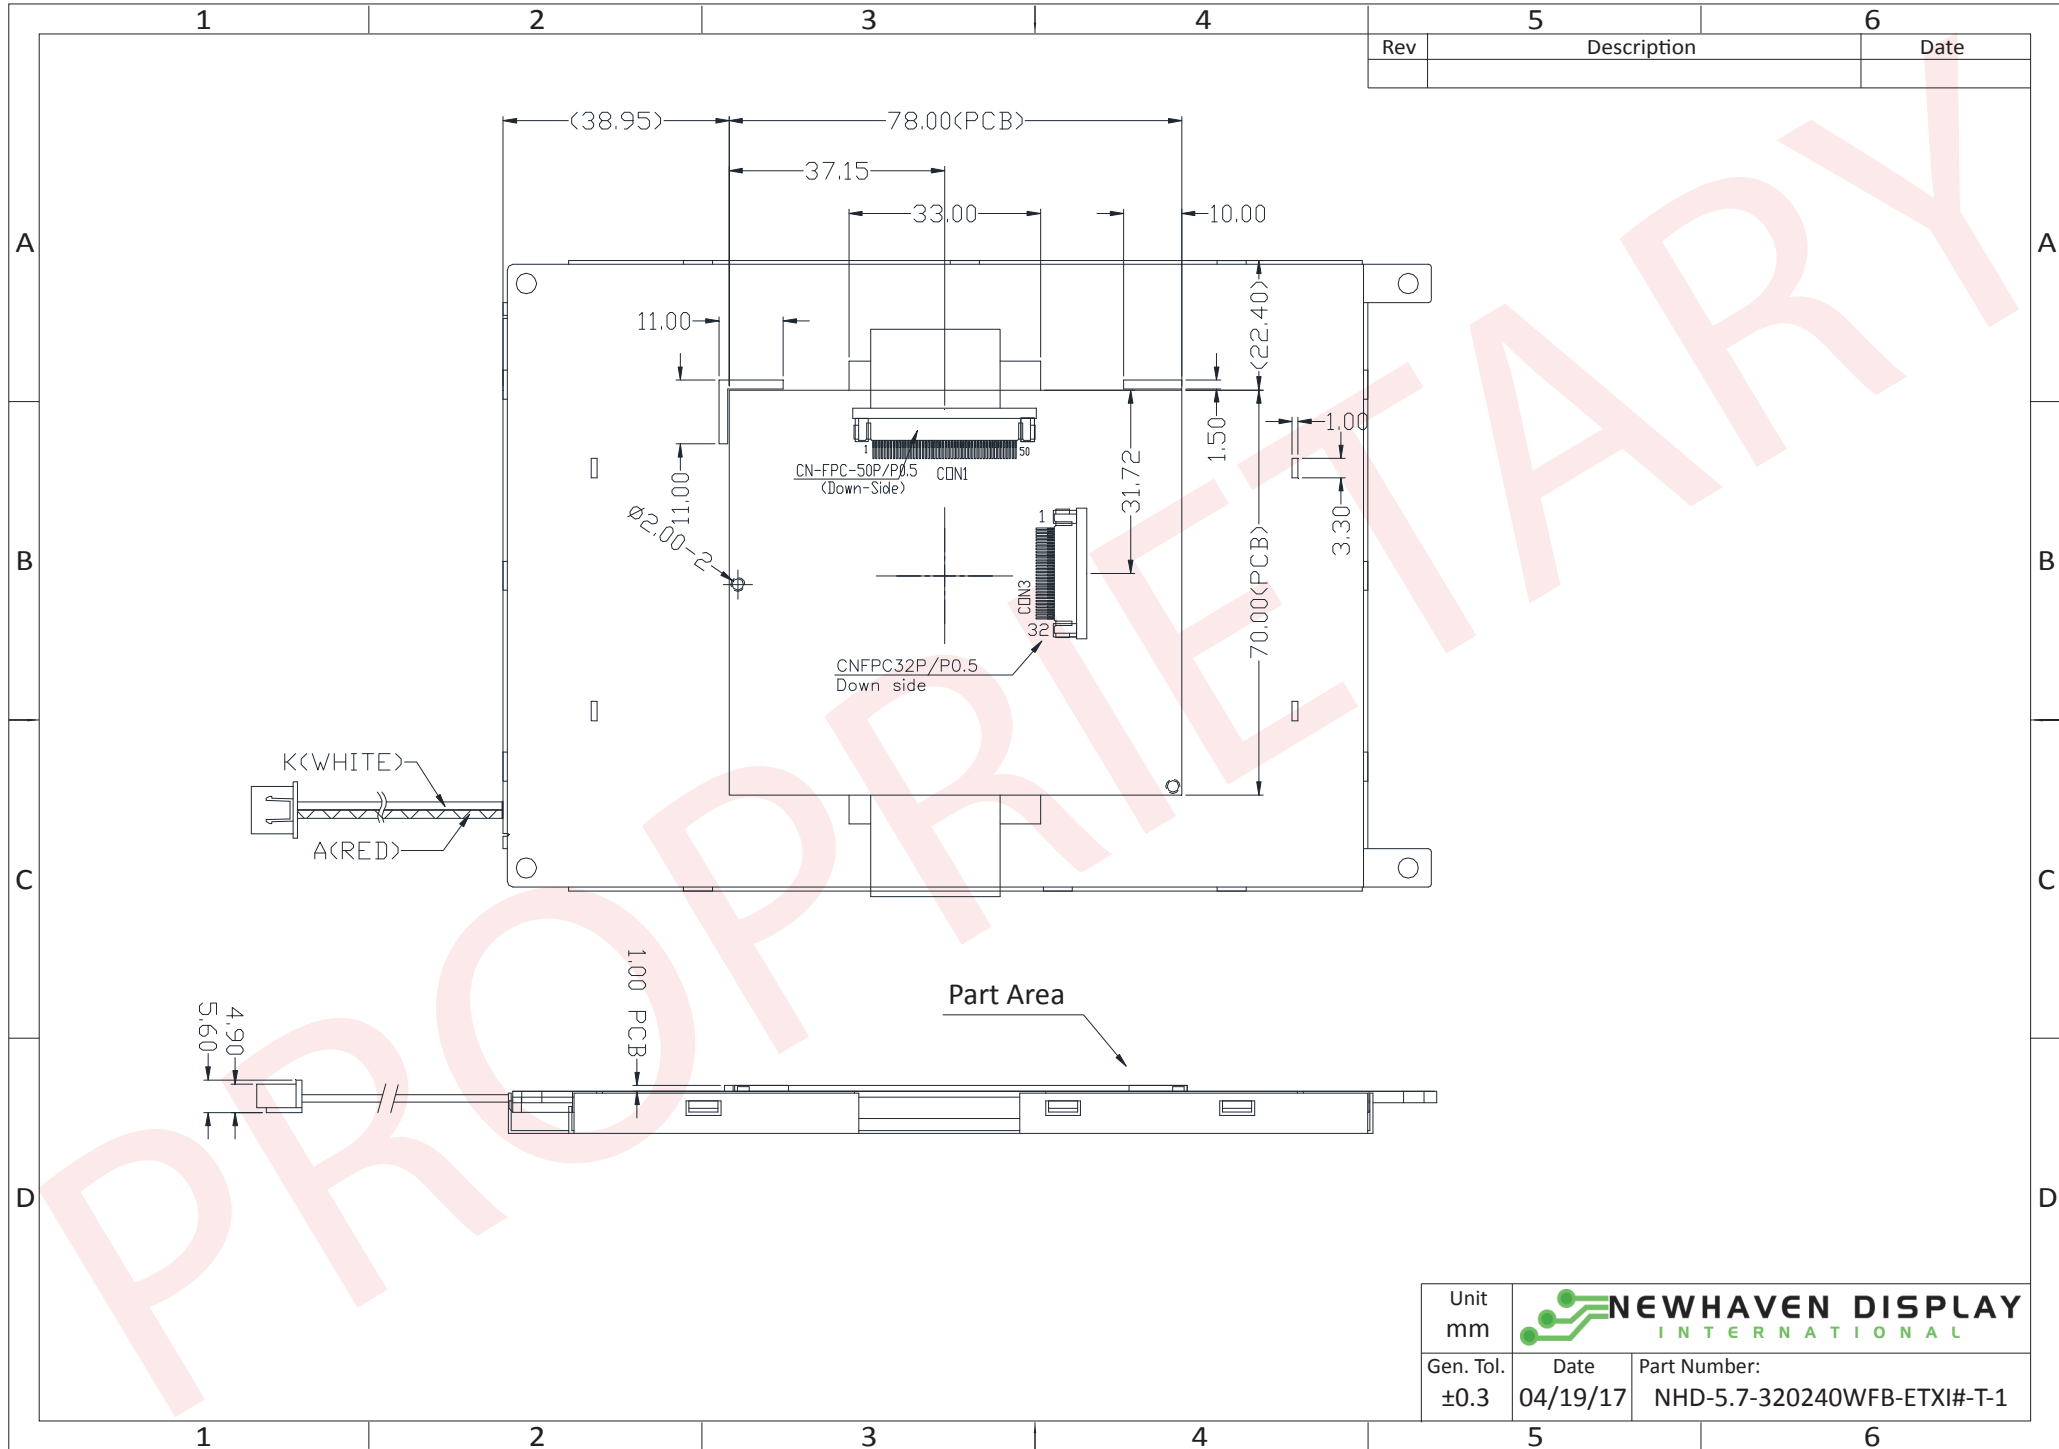 1 2 3 4 5 6
Rev Description Date
(38.95) 78.00(PCB)
37.15
33.00 10.00
A A
(22.40)
11.00
1.00
1.50
1 50
CN-FPC-50P/P0.5 CON1
(Down-Side)
11.00
31.72
Ø2.00-2
1
3.30
B B
CON3
70.00(PCB)
32
CNFPC32P/P0.5
Down side
K(WHITE)
A(RED)
C C
1.00 PCB
Part Area
5.60
4.90
D D
PROPRIETARY
Unit
mm
NEWHAVEN DISPLAY
INTERNATIONAL
Gen. Tol. Date Part Number:
±0.3 04/19/17 NHD-5.7-320240WFB-ETXI#-T-1
1 2 3 4 5 6